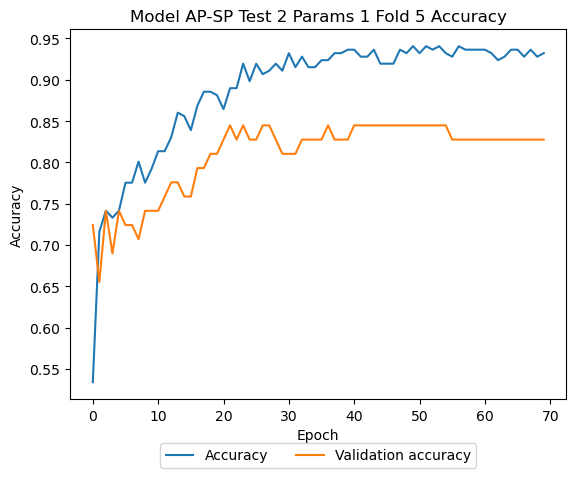 Model AP-SP Test 2 Params 1 Fold 5 Accuracy
0.95
0.90
0.85
0.80
0.75
0.70
0.65
0.60
0.55
Accuracy
0 10 20 30 40 50 60 70
Epoch
Accuracy Validation accuracy